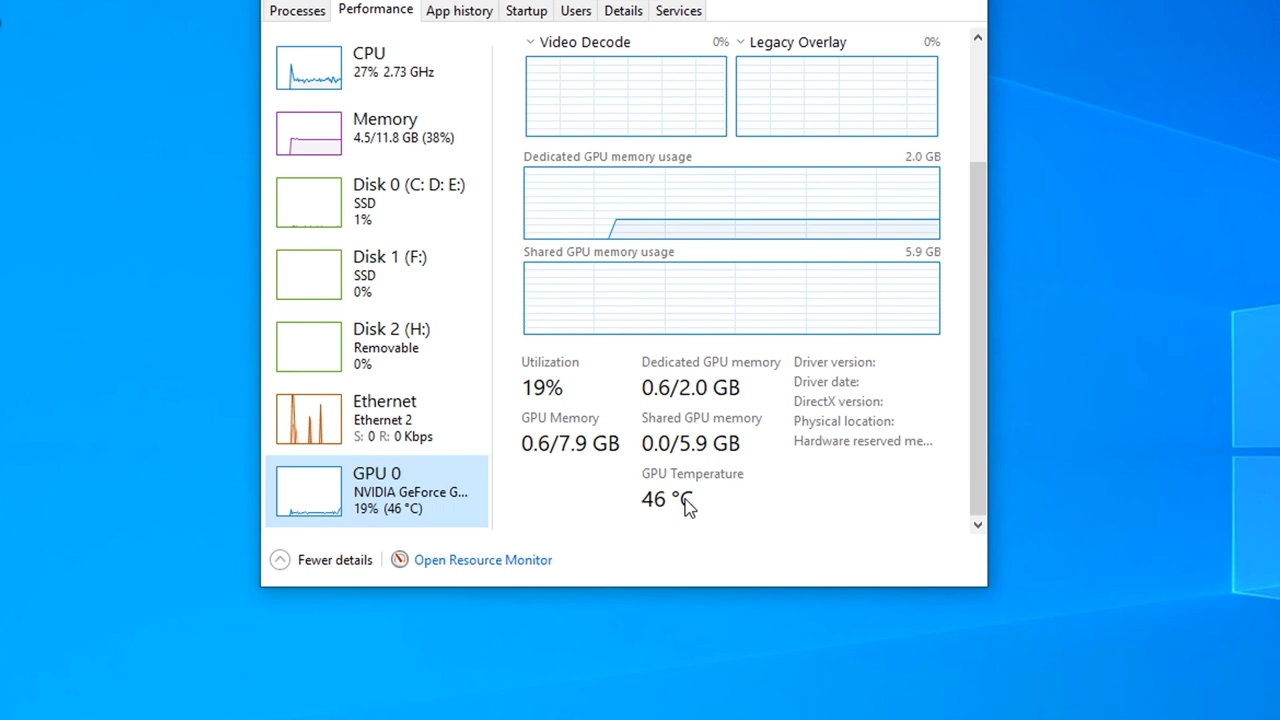 Processes Performance App history Startup Users Details Services
CPU
27% 2.73 GHz
Memory
4.5/11.8 GB (38%)
Disk 0 (C: D: E:)
SSD
1%
Disk 1 (F:)
SSD
0%
Disk 2 (H:)
Removable
0%
Ethernet
Ethernet 2
S: 0 R: 0 Kbps
GPU 0
NVIDIA GeForce G...
19% (46 °C)
Video Decode 0% Legacy Overlay 0%
Dedicated GPU memory usage 2.0 GB
Shared GPU memory usage 5.9 GB
Utilization
19%
GPU Memory
0.6/7.9 GB
Dedicated GPU memory
0.6/2.0 GB
Shared GPU memory
0.0/5.9 GB
GPU Temperature
46 °C
Driver version:
Driver date:
DirectX version:
Physical location:
Hardware reserved me...
Fewer details Open Resource Monitor